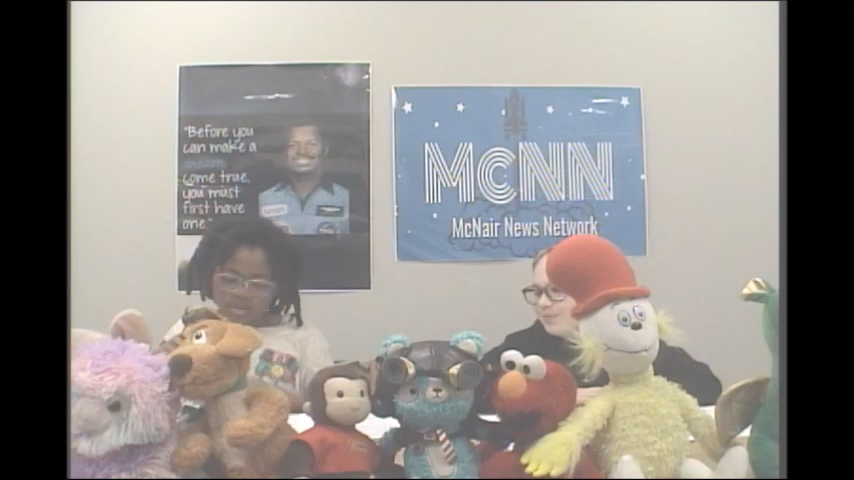 "Before you
can make a
dream
come true,
you must
first have
one."
MCNN
McNair News Network